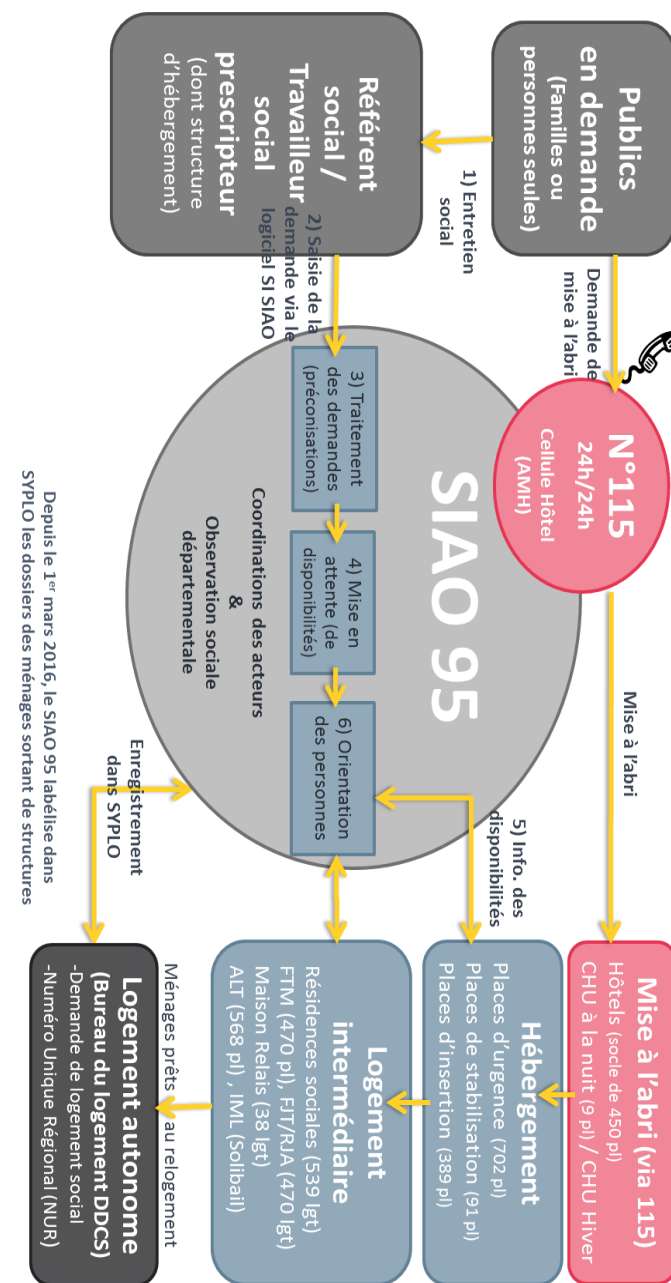 Publics
en demande
(Familles ou
personnes seules)
Demande de
mise à l'abri
N°115
24h/24h
Cellule Hôtel
(AMH)
Mise à l'abri
Mise à l'abri (via 115)
Hôtels (socle de 450 pl)
CHU à la nuit (9 pl) / CHU Hiver
1) Entretien
social
Référent
social /
Travailleur
social
prescripteur
(dont structure
d'hébergement)
2) Saisie de la
demande via le
logiciel SI SIAO
SIAO 95
3) Traitement
des demandes
(préconisations)
4) Mise en
attente (de
disponibilités)
6) Orientation
des personnes
Coordinations des acteurs
&
Observation sociale
départementale
5) Info. des
disponibilités
Hébergement
Places d'urgence (702 pl)
Places de stabilisation (91 pl)
Places d'insertion (389 pl)
Logement
intermédiaire
Résidences sociales (539 lgt)
FTM (470 pl), FJT/RJA (470 lgt)
Maison Relais (38 lgt)
ALT (568 pl) , IML (Solibail)
Ménages prêts au relogement
Enregistrement
dans SYPLO
Logement autonome
(Bureau du logement DDCS)
-Demande de logement social
-Numéro Unique Régional (NUR)
Depuis le 1er mars 2016, le SIAO 95 labélise dans
SYPLO les dossiers des ménages sortant de structures